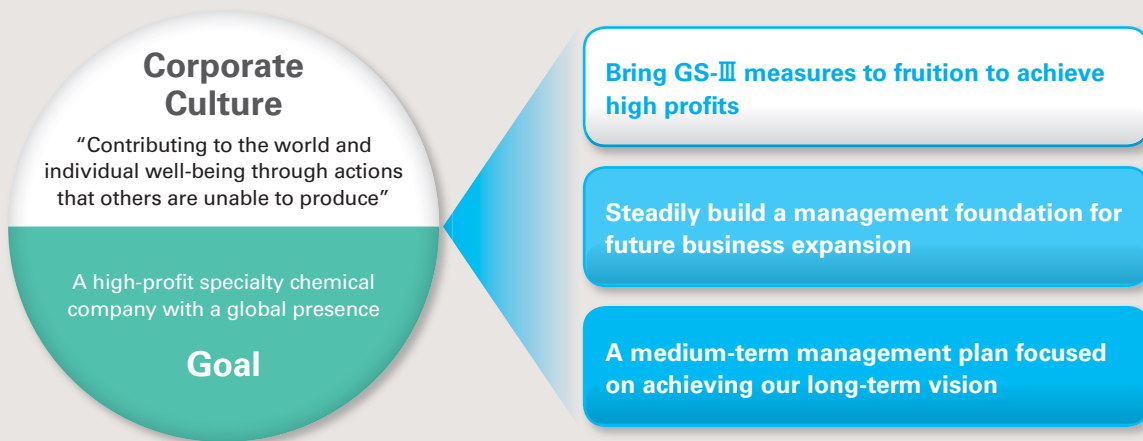 Corporate
Culture
“Contributing to the world and
individual well-being through actions
that others are unable to produce”
A high-profit specialty chemical
company with a global presence
Goal
Bring GS-Ⅲ measures to fruition to achieve
high profits
Steadily build a management foundation for
future business expansion
A medium-term management plan focused
on achieving our long-term vision